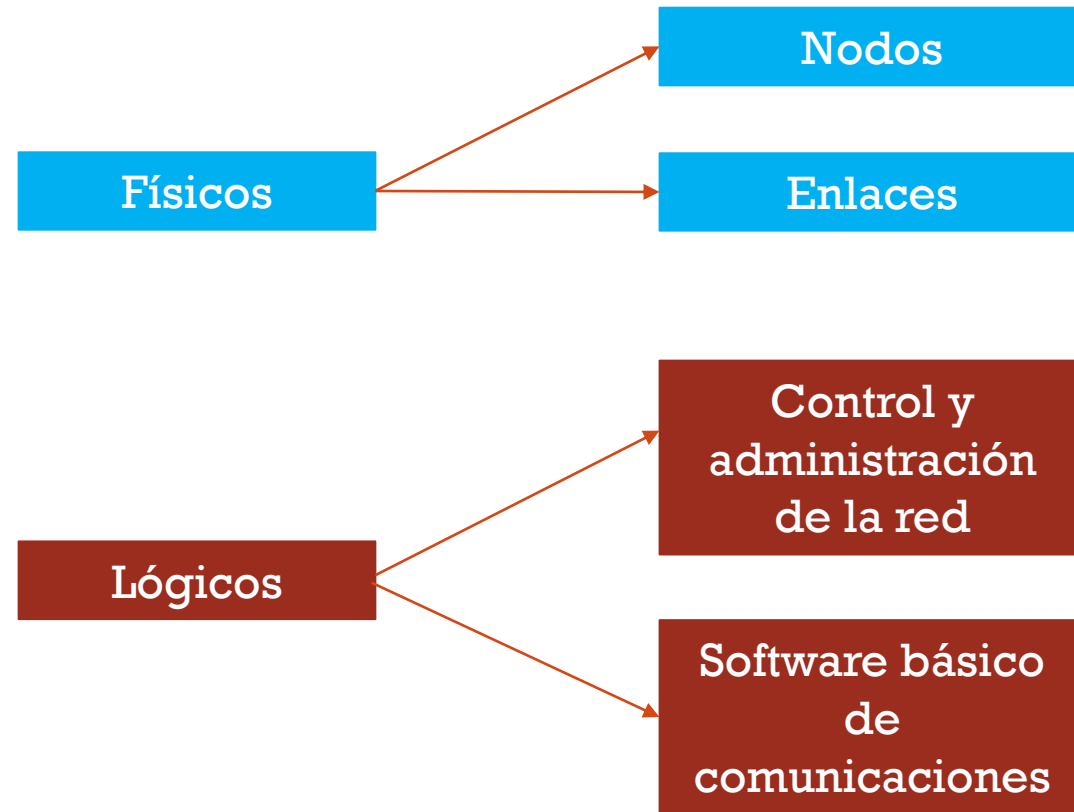 Nodos
Físicos
Enlaces
Control y
administración
de la red
Lógicos
Software básico
de
comunicaciones